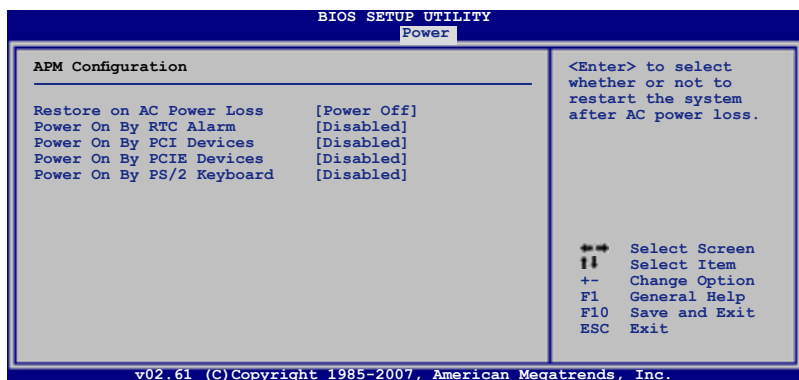 BIOS SETUP UTILITY
Power
APM Configuration
Restore on AC Power Loss [Power Off]
Power On By RTC Alarm [Disabled]
Power On By PCI Devices [Disabled]
Power On By PCIE Devices [Disabled]
Power On By PS/2 Keyboard [Disabled]
<Enter> to select
whether or not to
restart the system
after AC power loss.
←→ Select Screen
↑↓ Select Item
+- Change Option
F1 General Help
F10 Save and Exit
ESC Exit
v02.61 (C)Copyright 1985-2007, American Megatrends, Inc.